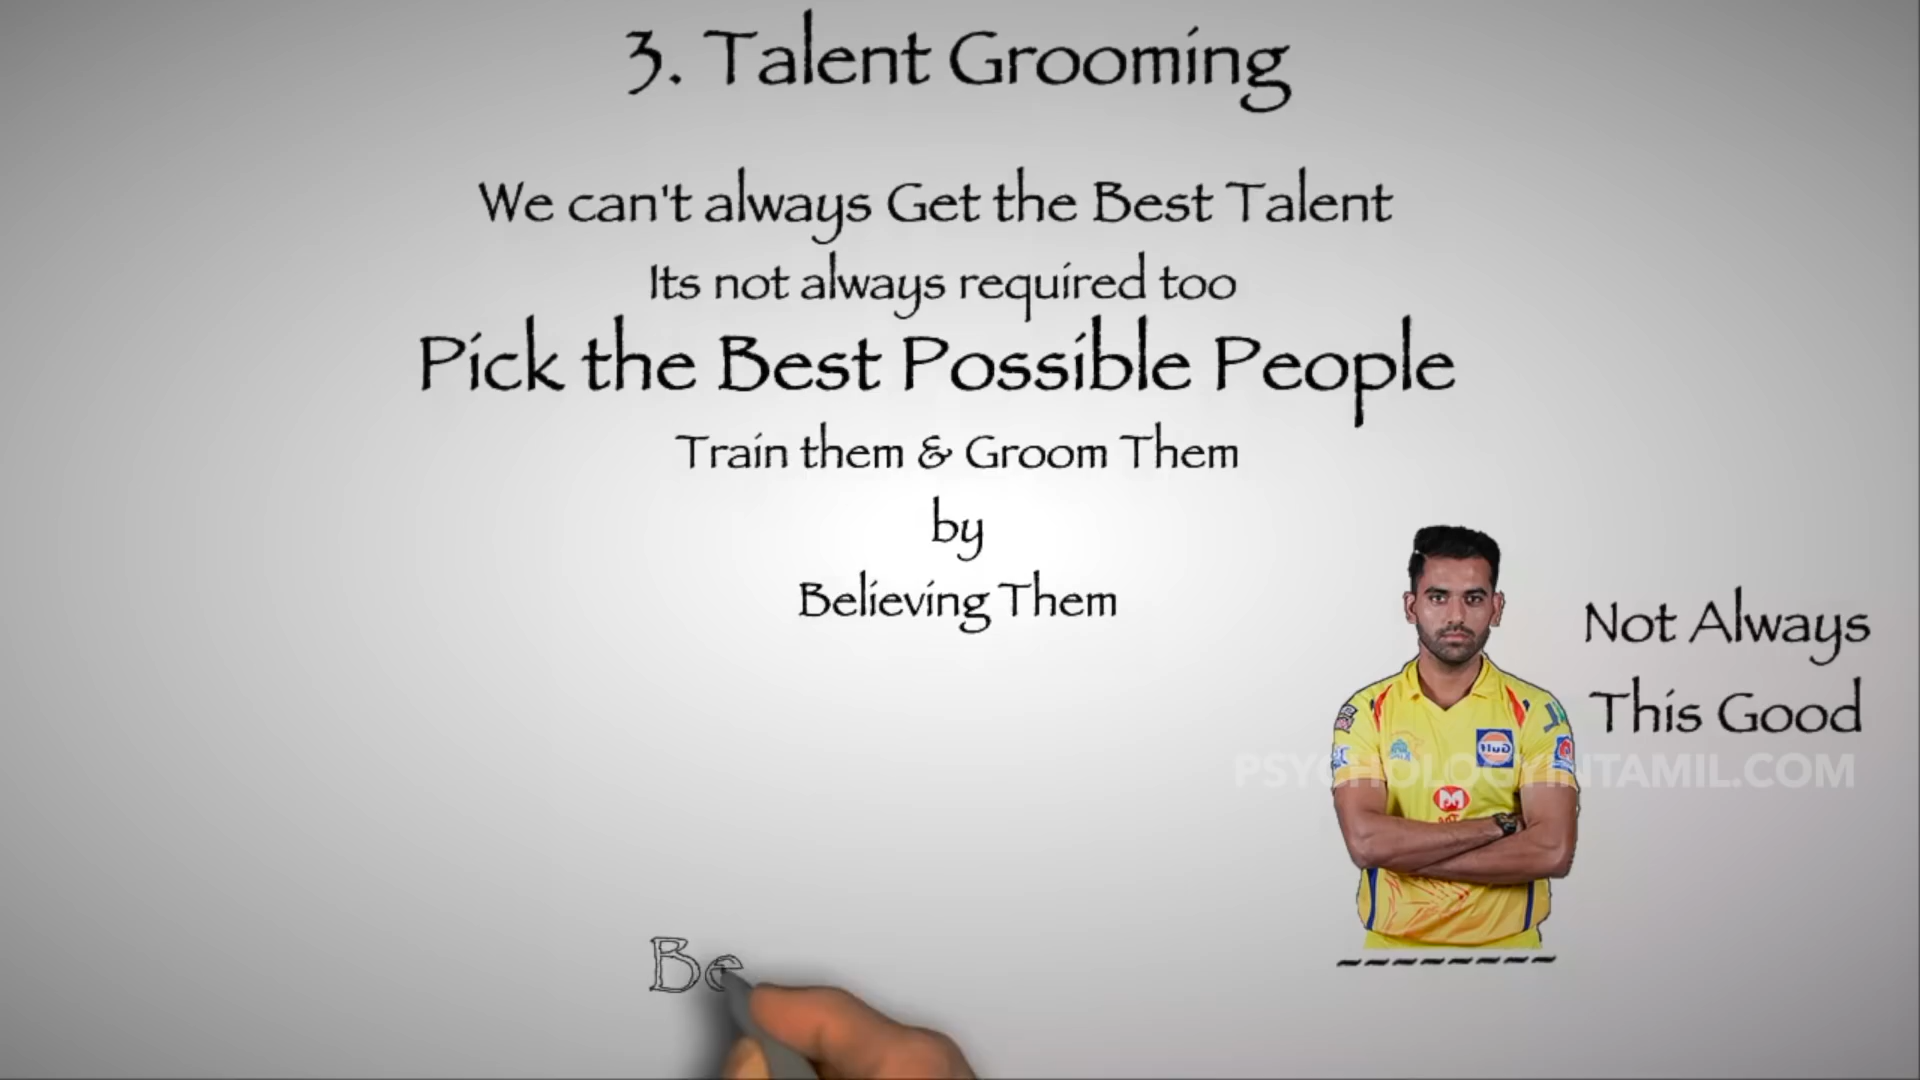 3. Talent Grooming
We can't always Get the Best Talent
Its not always required too
Pick the Best Possible People
Train them & Groom Them
by
Believing Them
Not Always
This Good
PSYCHOLOGYINTAMIL.COM
Be